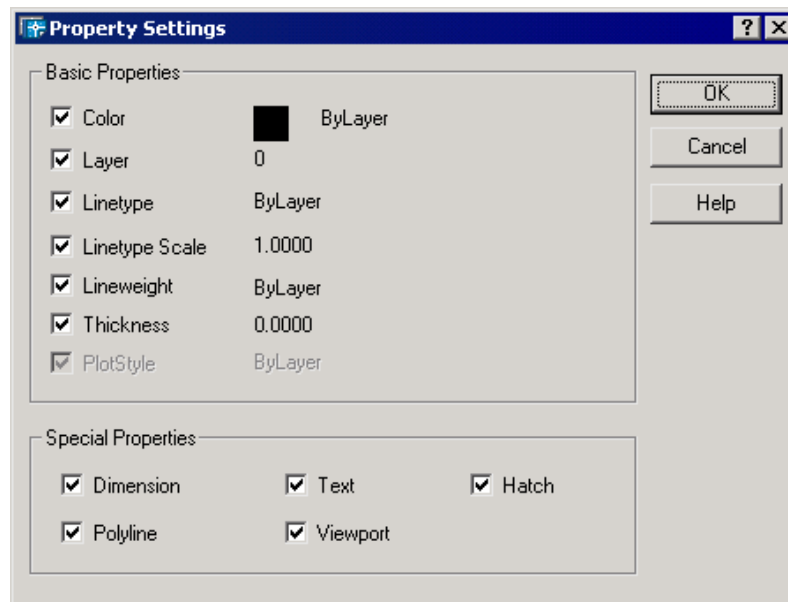 Property Settings
Basic Properties
Color ByLayer
Layer 0
Linetype ByLayer
Linetype Scale 1.0000
Lineweight ByLayer
Thickness 0.0000
PlotStyle ByLayer
OK
Cancel
Help
Special Properties
Dimension Text Hatch
Polyline Viewport